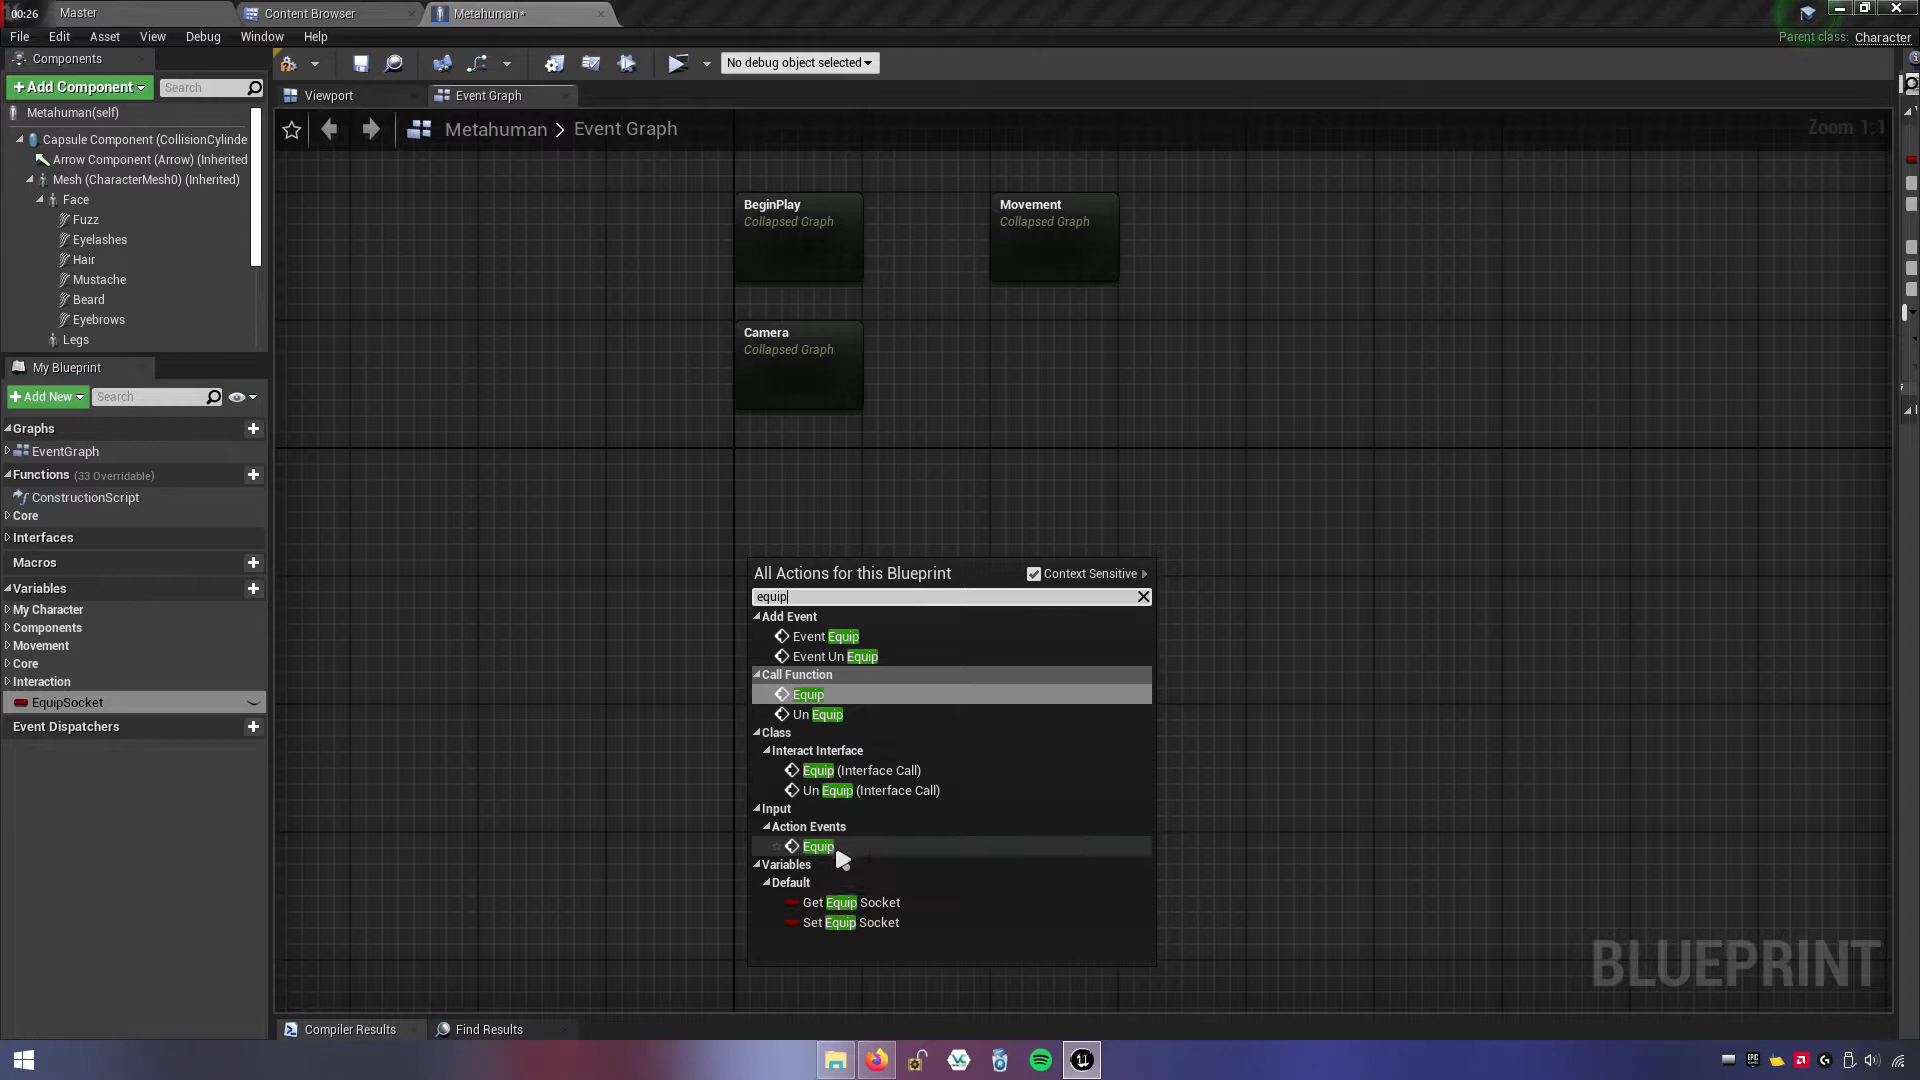 00:26
Master
Content Browser
Metahuman*
File Edit Asset View Debug Window Help
Parent class: Character
Components
+Add Component
Search
No debug object selected
Metahuman(self)
Viewport
Event Graph
Capsule Component (CollisionCylinde
Metahuman > Event Graph
Zoom 1:1
Arrow Component (Arrow) (Inherited
Mesh (CharacterMesh0) (Inherited)
Face
Fuzz
Eyelashes
Hair
Mustache
Beard
Eyebrows
Legs
BeginPlay
Collapsed Graph
Movement
Collapsed Graph
Camera
Collapsed Graph
My Blueprint
+ Add New
Search
Graphs
EventGraph
Functions (33 Overridable)
ConstructionScript
Core
Interfaces
Macros
Variables
My Character
Components
Movement
Core
Interaction
EquipSocket
Event Dispatchers
All Actions for this Blueprint
Context Sensitive
equip
Add Event
Event Equip
Event Un Equip
Call Function
Equip
Un Equip
Class
Interact Interface
Equip (Interface Call)
Un Equip (Interface Call)
Input
Action Events
Equip
Variables
Default
Get Equip Socket
Set Equip Socket
BLUEPRINT
Compiler Results
Find Results